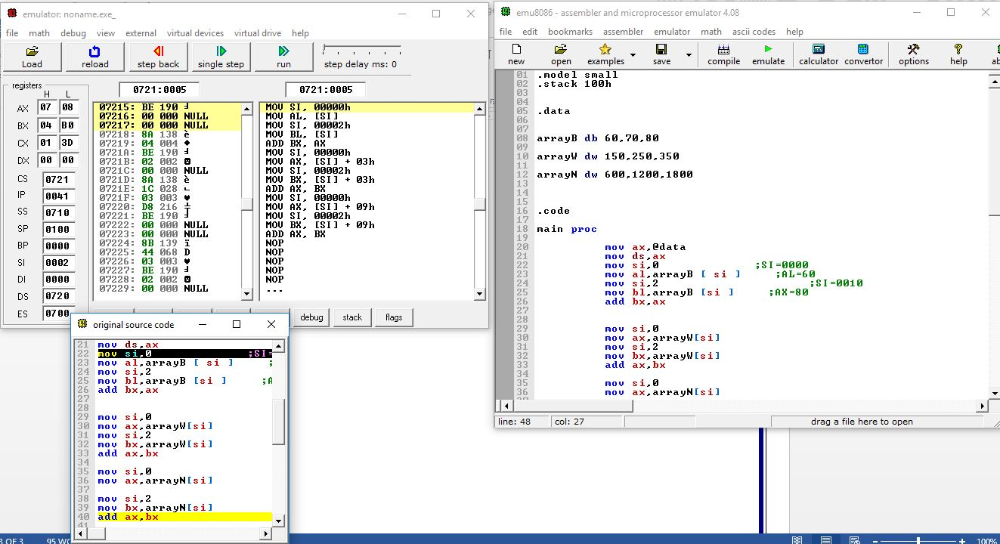 emulator: noname.exe_
file math debug view external virtual devices virtual drive help
Load reload step back single step run step delay ms: 0
registers
H L
AX 07 08
BX 04 B0
CX 01 3D
DX 00 00
CS 0721
IP 0041
SS 0710
SP 0100
BP 0000
SI 0002
DI 0000
DS 0720
ES 0700
0721:0005
07215: BE 190 ╛
07216: 00 000 NULL
07217: 00 000 NULL
07218: 8A 138 è
07219: 04 004 ♦
0721A: BE 190 ╛
0721B: 02 002 ☻
0721C: 00 000 NULL
0721D: 8A 138 è
0721E: 1C 028 ∟
0721F: 03 003 ♥
07220: D8 216 ╪
07221: BE 190 ╛
07222: 00 000 NULL
07223: 00 000 NULL
07224: 8B 139 ï
07225: 44 068 D
07226: 03 003 ♥
07227: BE 190 ╛
07228: 02 002 ☻
07229: 00 000 NULL
0721:0005
MOV SI, 00000h
MOV AL, [SI]
MOV SI, 00002h
MOV BL, [SI]
ADD BX, AX
MOV SI, 00000h
MOV AX, [SI] + 03h
MOV SI, 00002h
MOV BX, [SI] + 03h
ADD AX, BX
MOV SI, 00000h
MOV AX, [SI] + 09h
MOV SI, 00002h
MOV BX, [SI] + 09h
ADD AX, BX
NOP
NOP
NOP
NOP
NOP
...
debug stack flags
original source code
21 mov ds,ax
22 mov si,0 ;SI=
23 mov al,arrayB [ si ] ;
24 mov si,2
25 mov bl,arrayB [si ] ;A
26 add bx,ax
27
28
29 mov si,0
30 mov ax,arrayW[si]
31 mov si,2
32 mov bx,arrayW[si]
33 add ax,bx
34
35 mov si,0
36 mov ax,arrayN[si]
37
38 mov si,2
39 mov bx,arrayN[si]
40 add ax,bx
41
emu8086 - assembler and microprocessor emulator 4.08
file edit bookmarks assembler emulator math ascii codes help
new open examples save compile emulate calculator convertor options help ab
01 .model small
02 .stack 100h
03
04
05 .data
06
07
08 arrayB db 60,70,80
09
10 arrayW dw 150,250,350
11
12 arrayN dw 600,1200,1800
13
14
15
16 .code
17
18 main proc
19
20 mov ax,@data
21 mov ds,ax
22 mov si,0 ;SI=0000
23 mov al,arrayB [ si ] ;AL=60
24 mov si,2 ;SI=0010
25 mov bl,arrayB [si ] ;AX=80
26 add bx,ax
27
28
29 mov si,0
30 mov ax,arrayW[si]
31 mov si,2
32 mov bx,arrayW[si]
33 add ax,bx
34
35 mov si,0
36 mov ax,arrayN[si]
line: 48 col: 27 drag a file here to open
3 OF 3 95 WO 100%